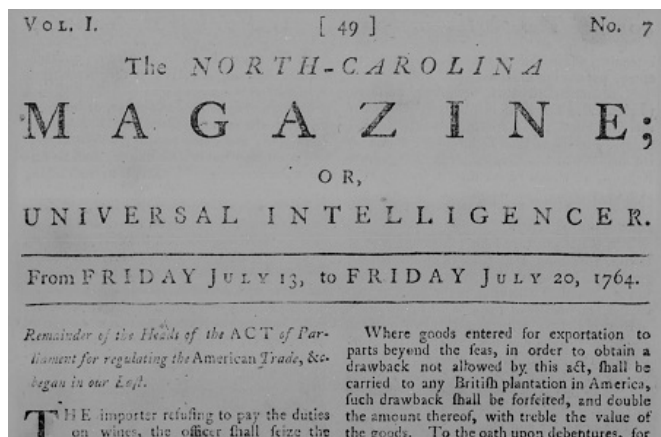 VOL. I. [ 49 ] No. 7
The NORTH-CAROLINA
MAGAZINE;
OR,
UNIVERSAL INTELLIGENCER.
From FRIDAY JULY 13, to FRIDAY JULY 20, 1764.
Remainder of the Heads of the ACT of Par-
liament for regulating the American Trade, &c.
began in our Laſt.
THE importer refuſing to pay the duties
on wines, the officer ſhall ſeize the
Where goods entered for exportation to
parts beyond the ſeas, in order to obtain a
drawback not allowed by this act, ſhall be
carried to any Britiſh plantation in America,
ſuch drawback ſhall be forfeited, and double
the amount thereof, with treble the value of
the goods. To the oath upon debentures, for